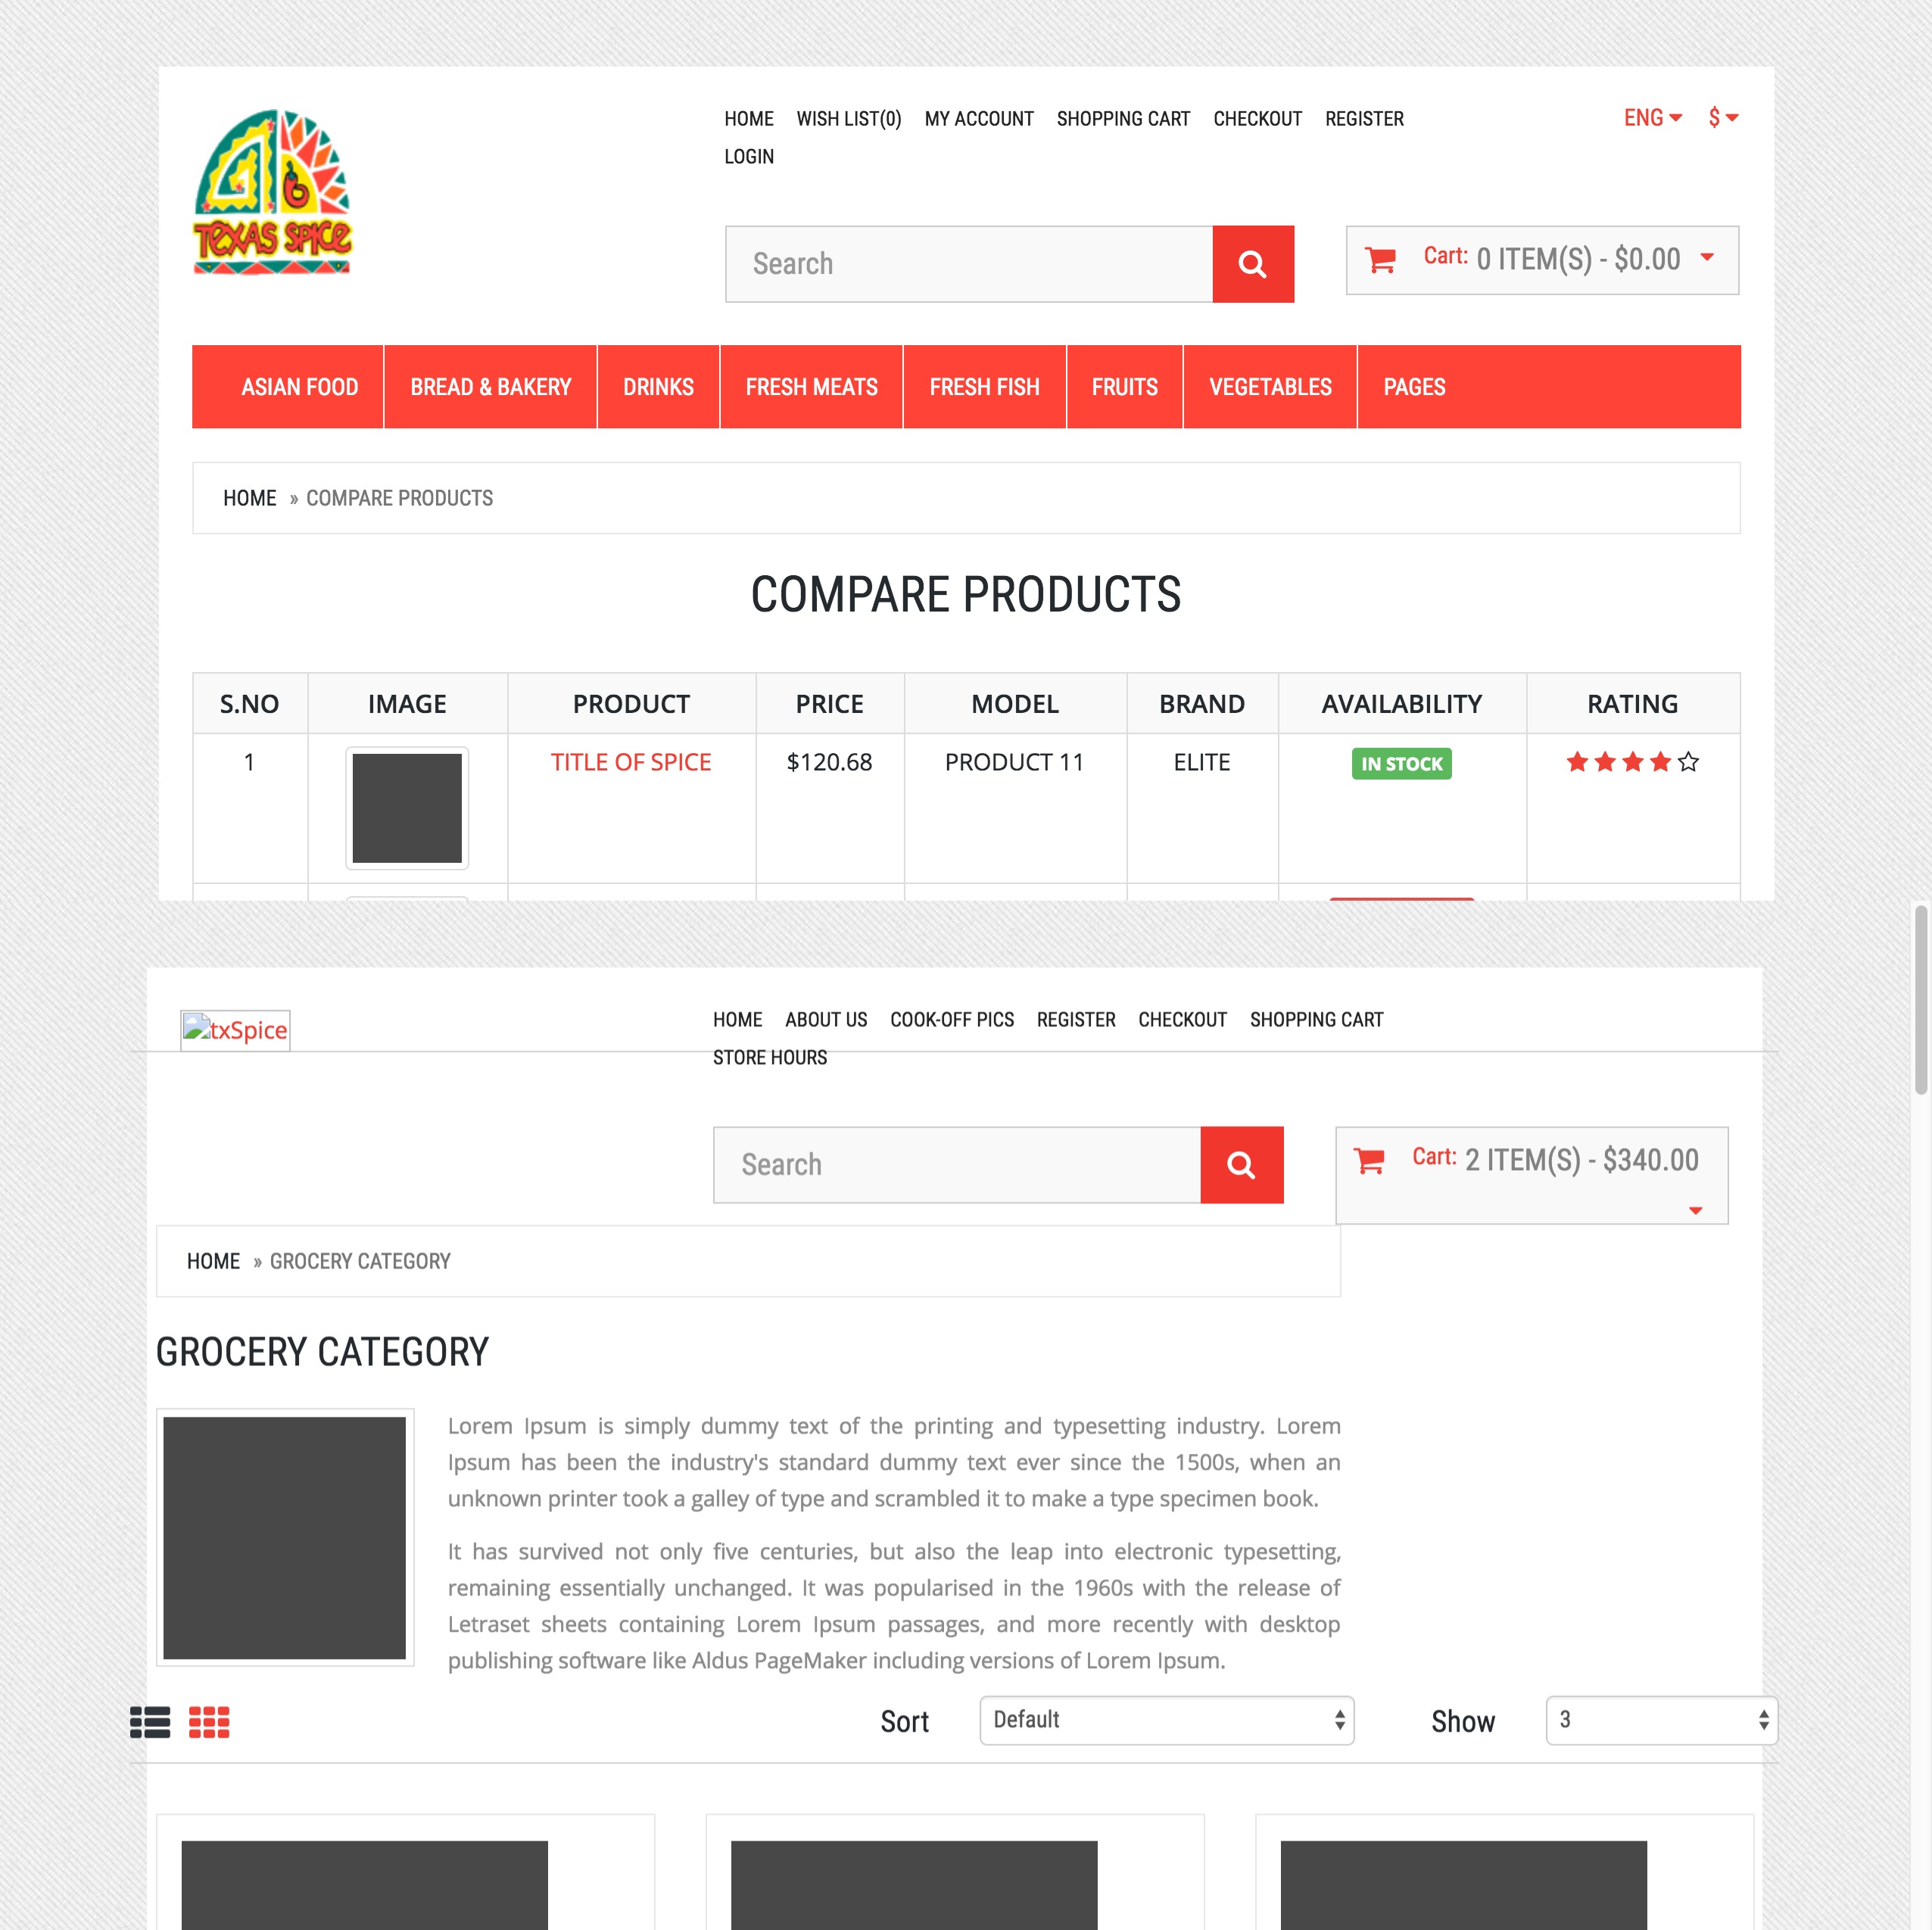 HOME WISH LIST(0) MY ACCOUNT SHOPPING CART CHECKOUT REGISTER ENG $
LOGIN
TEXAS SPICE
Search
Cart: 0 ITEM(S) - $0.00
ASIAN FOOD BREAD & BAKERY DRINKS FRESH MEATS FRESH FISH FRUITS VEGETABLES PAGES
HOME » COMPARE PRODUCTS
COMPARE PRODUCTS
S.NO IMAGE PRODUCT PRICE MODEL BRAND AVAILABILITY RATING
1 TITLE OF SPICE $120.68 PRODUCT 11 ELITE IN STOCK
txSpice
HOME ABOUT US COOK-OFF PICS REGISTER CHECKOUT SHOPPING CART
STORE HOURS
Search
Cart: 2 ITEM(S) - $340.00
HOME » GROCERY CATEGORY
GROCERY CATEGORY
Lorem Ipsum is simply dummy text of the printing and typesetting industry. Lorem
Ipsum has been the industry's standard dummy text ever since the 1500s, when an
unknown printer took a galley of type and scrambled it to make a type specimen book.
It has survived not only five centuries, but also the leap into electronic typesetting,
remaining essentially unchanged. It was popularised in the 1960s with the release of
Letraset sheets containing Lorem Ipsum passages, and more recently with desktop
publishing software like Aldus PageMaker including versions of Lorem Ipsum.
Sort Default Show 3